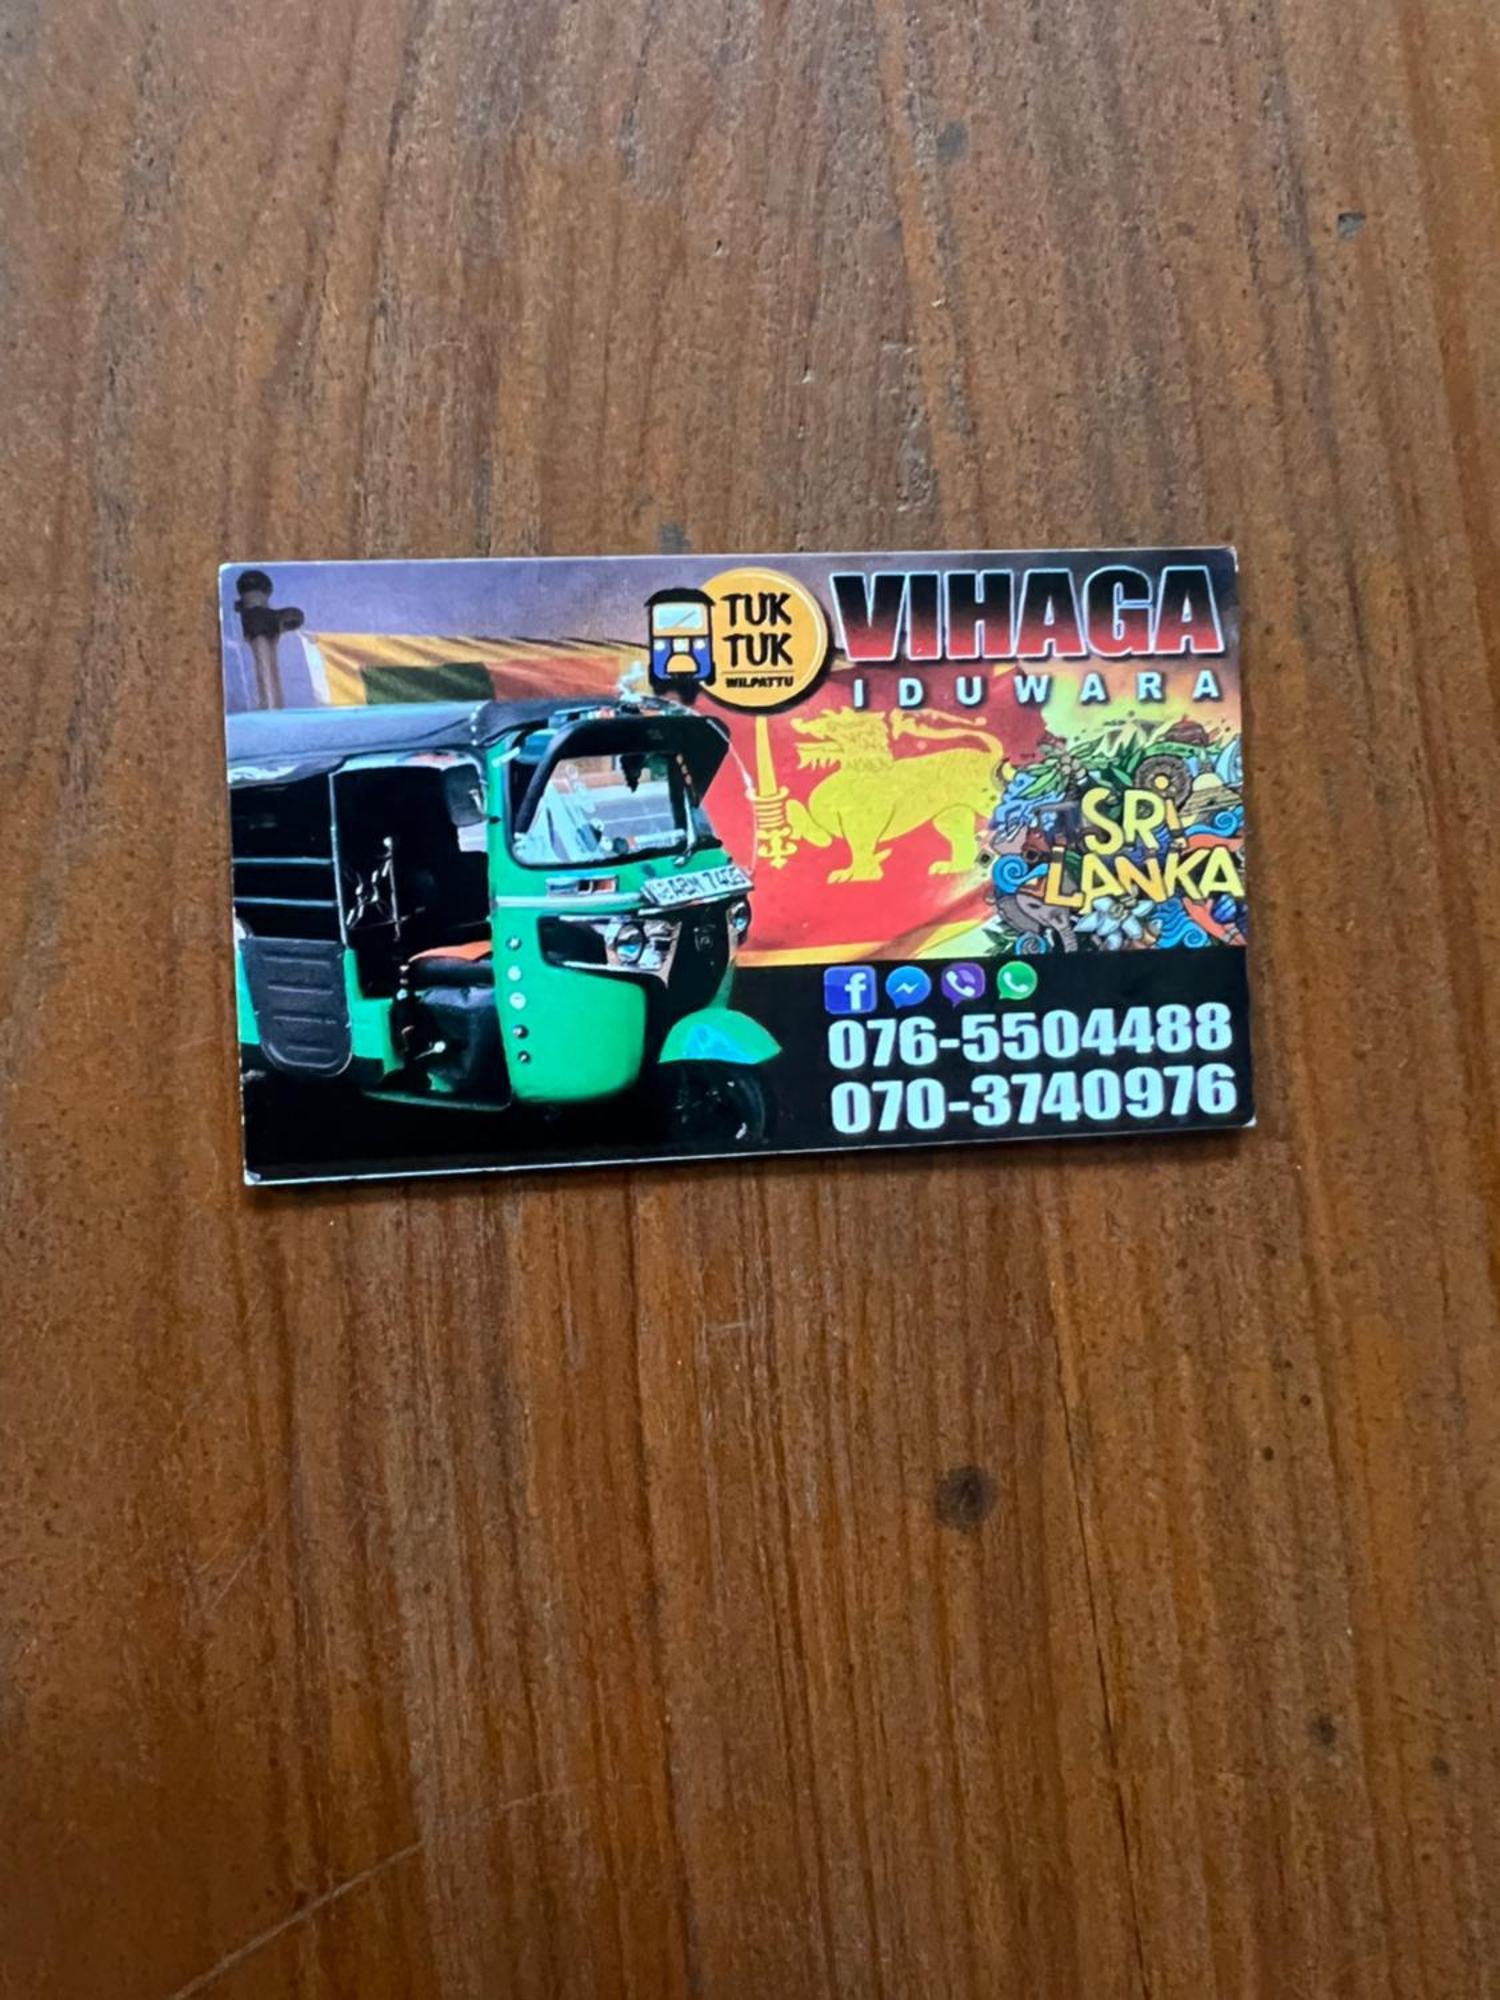 TUK
TUK
WILPATTU
VIHAGA
IDUWARA
SRI
LANKA
076-5504488
070-3740976